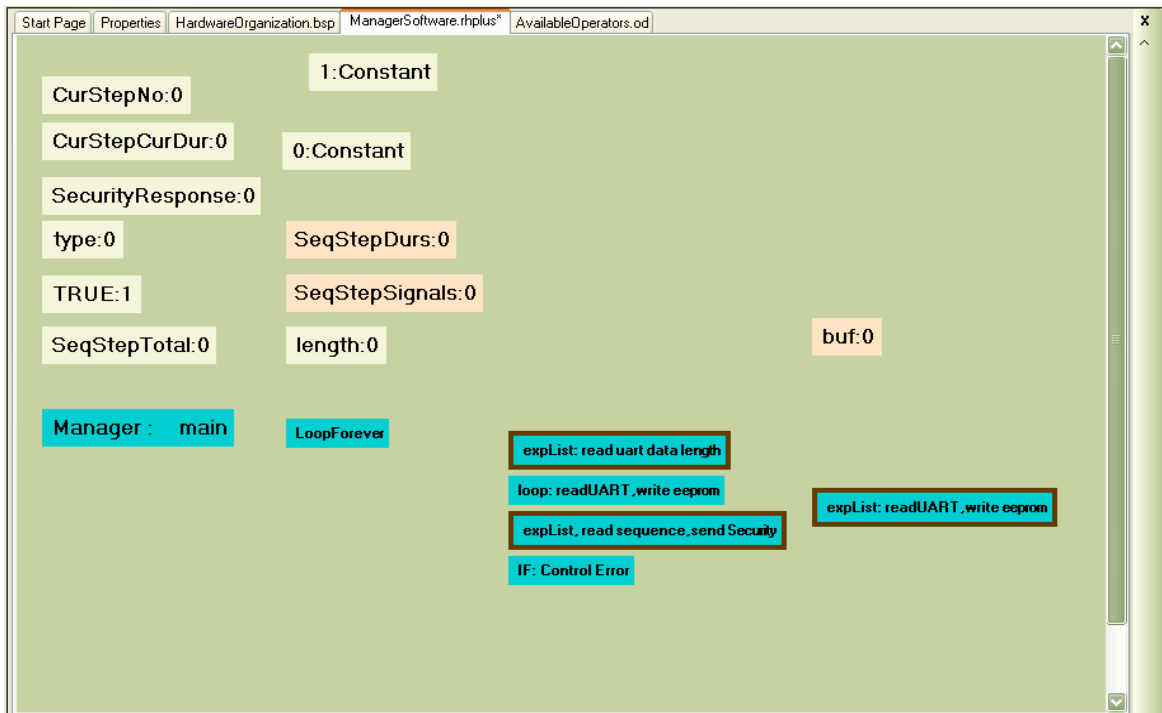 Start Page Properties HardwareOrganization.bsp ManagerSoftware.rhplus* AvailableOperators.od x
1:Constant
CurStepNo:0
CurStepCurDur:0
0:Constant
SecurityResponse:0
type:0 SeqStepDurs:0
TRUE:1 SeqStepSignals:0
SeqStepTotal:0 length:0 buf:0
Manager : main LoopForever
expList: read uart data length
loop: readUART,write eeprom
expList: readUART,write eeprom
expList, read sequence,send Security
IF: Control Error